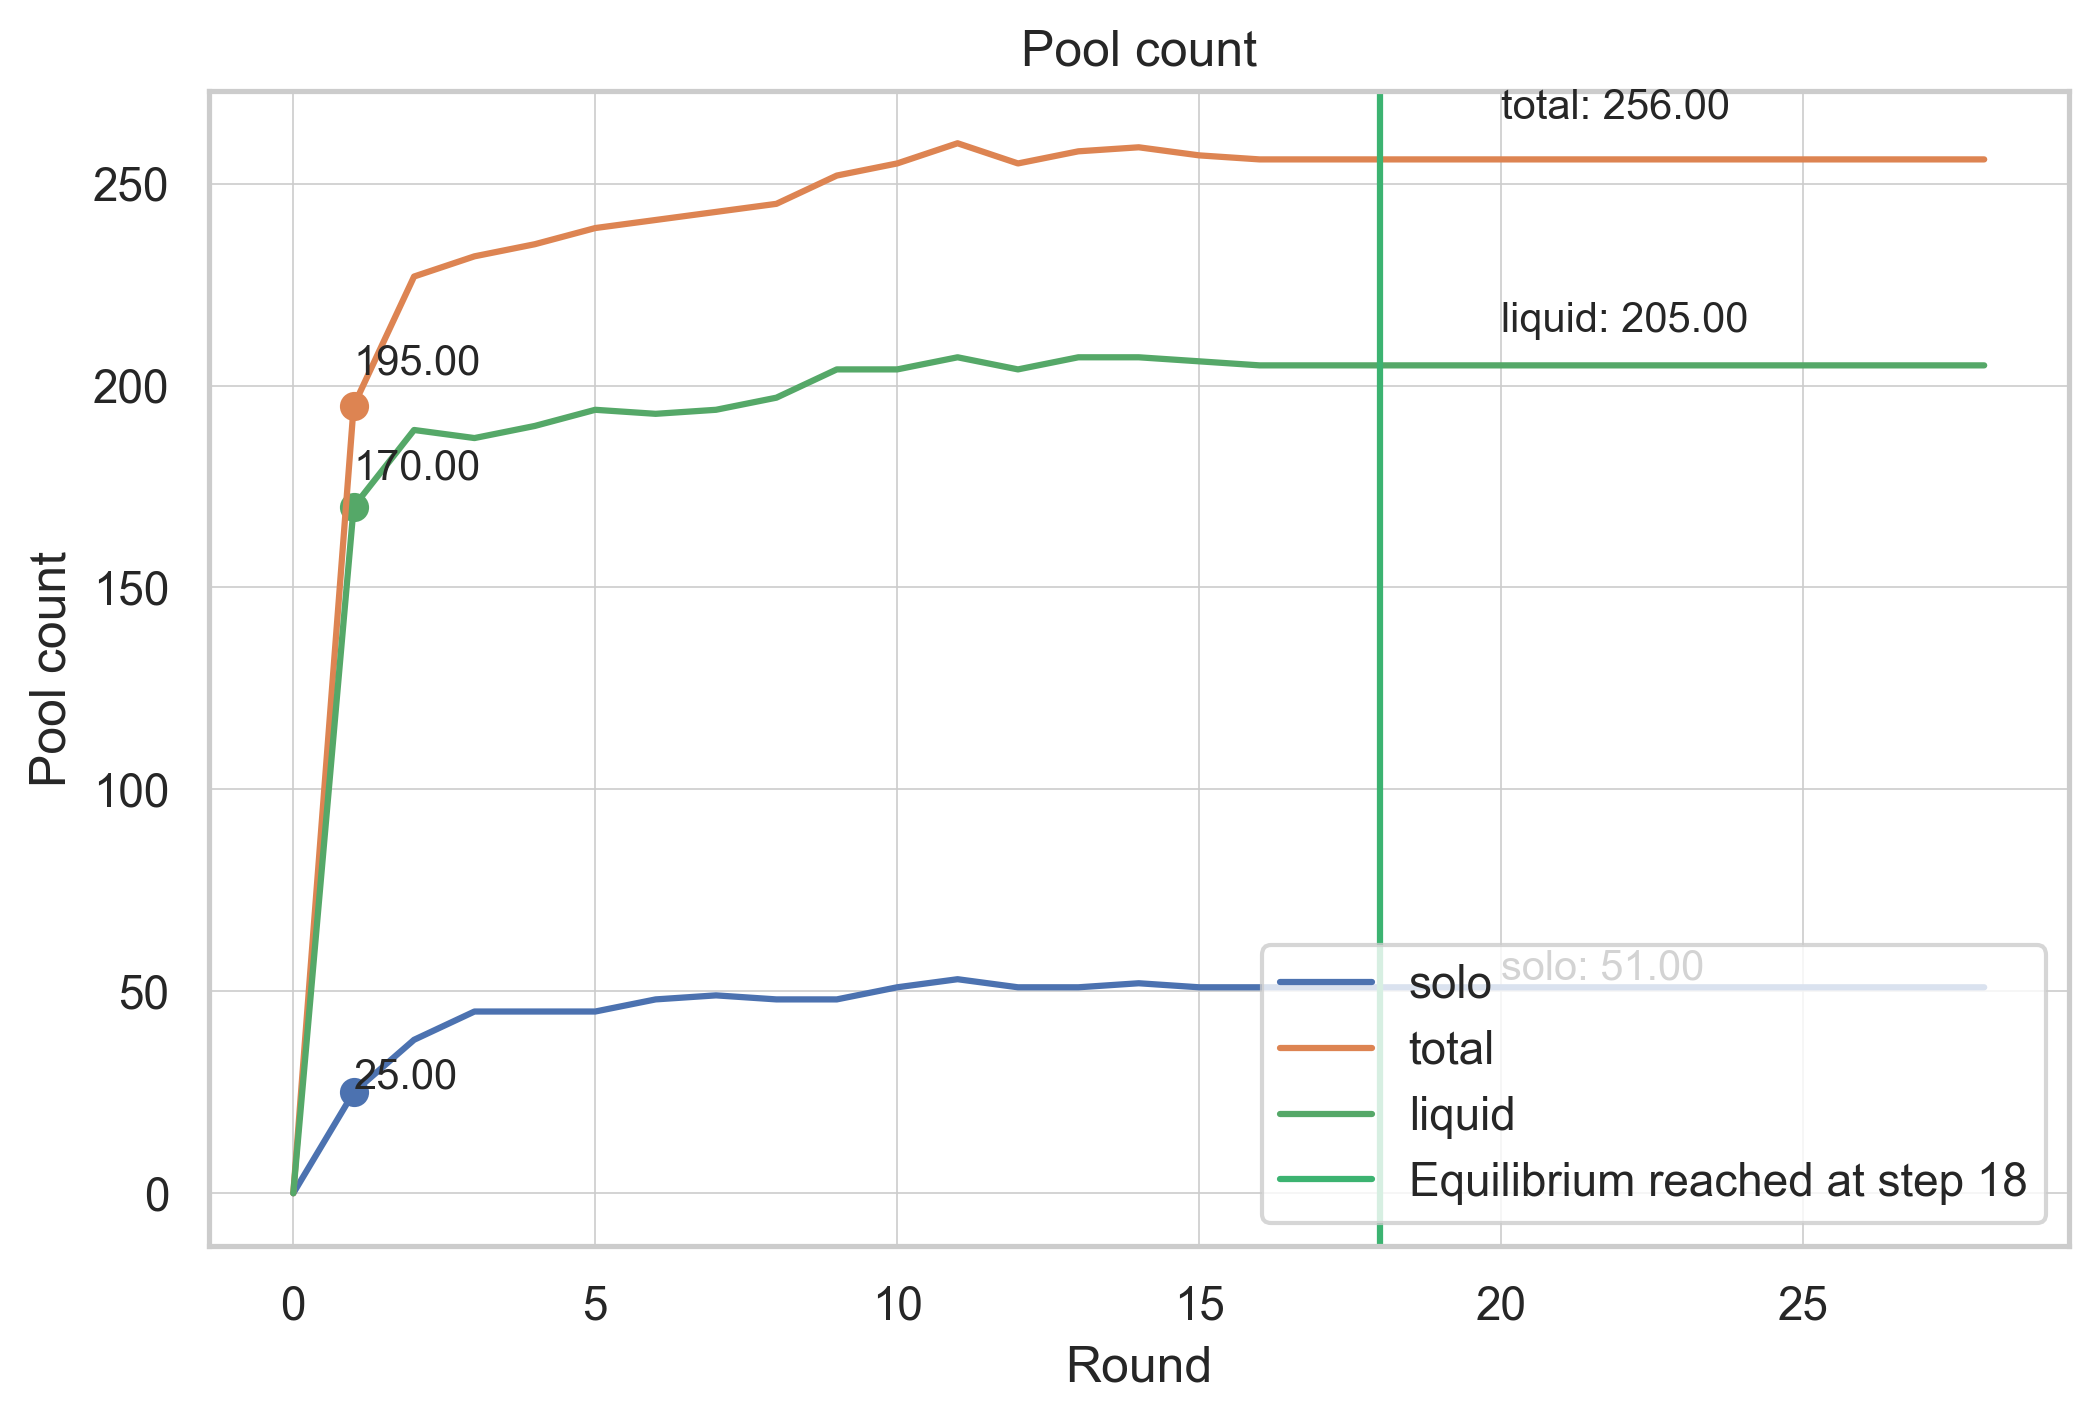 Pool count
total: 256.00
250
liquid: 205.00
195.00
200
170.00
Pool count
150
100
50
solo: 51.00
solo
total
25.00
liquid
Equilibrium reached at step 18
0
0 5 10 15 20 25
Round